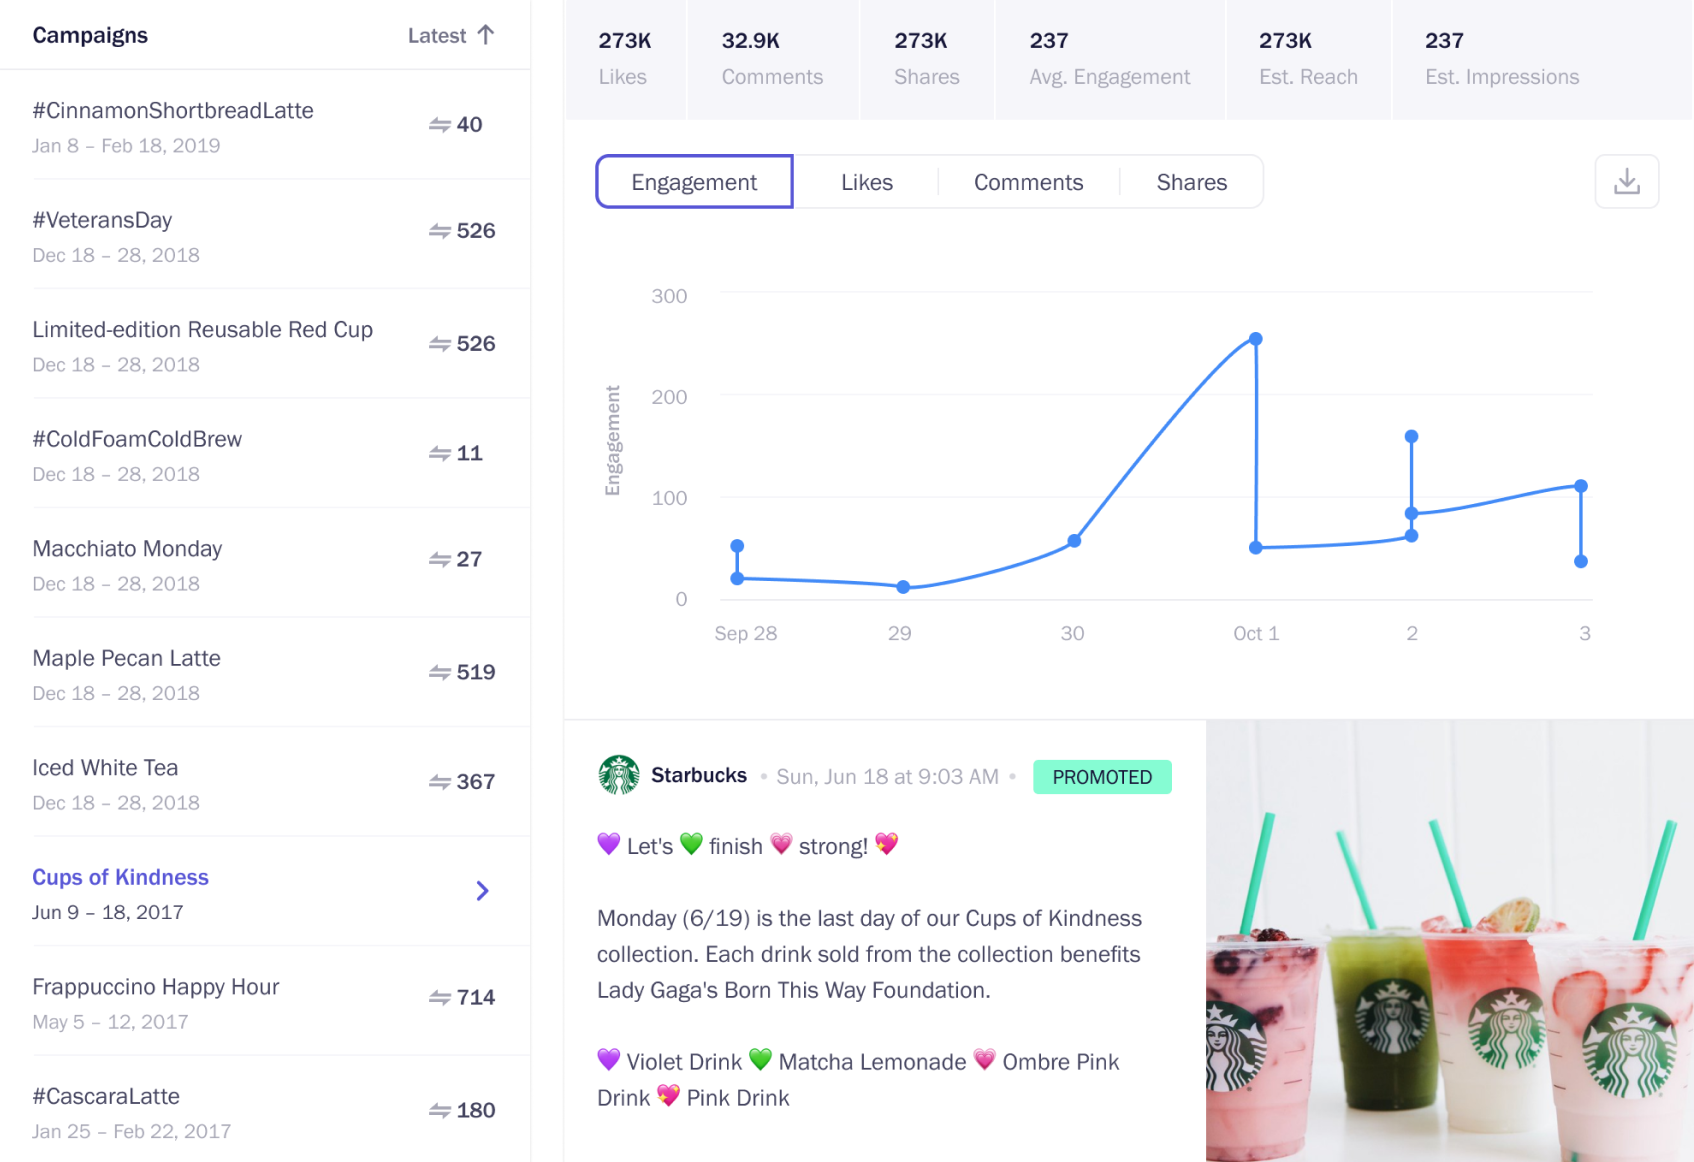 Campaigns
Latest
#CinnamonShortbreadLatte
40
Jan 8 – Feb 18, 2019
#VeteransDay
526
Dec 18 – 28, 2018
Limited-edition Reusable Red Cup
526
Dec 18 – 28, 2018
#ColdFoamColdBrew
11
Dec 18 – 28, 2018
Macchiato Monday
27
Dec 18 – 28, 2018
Maple Pecan Latte
519
Dec 18 – 28, 2018
Iced White Tea
367
Dec 18 – 28, 2018
Cups of Kindness
Jun 9 – 18, 2017
Frappuccino Happy Hour
714
May 5 – 12, 2017
#CascaraLatte
180
Jan 25 – Feb 22, 2017
273K
Likes
32.9K
Comments
273K
Shares
237
Avg. Engagement
273K
Est. Reach
237
Est. Impressions
Engagement
Likes
Comments
Shares
Engagement
300
200
100
0
Sep 28
29
30
Oct 1
2
3
Starbucks • Sun, Jun 18 at 9:03 AM • PROMOTED
💜 Let's 💚 finish 💗 strong! 💖
Monday (6/19) is the last day of our Cups of Kindness
collection. Each drink sold from the collection benefits
Lady Gaga's Born This Way Foundation.
💜 Violet Drink 💚 Matcha Lemonade 💗 Ombre Pink
Drink 💖 Pink Drink